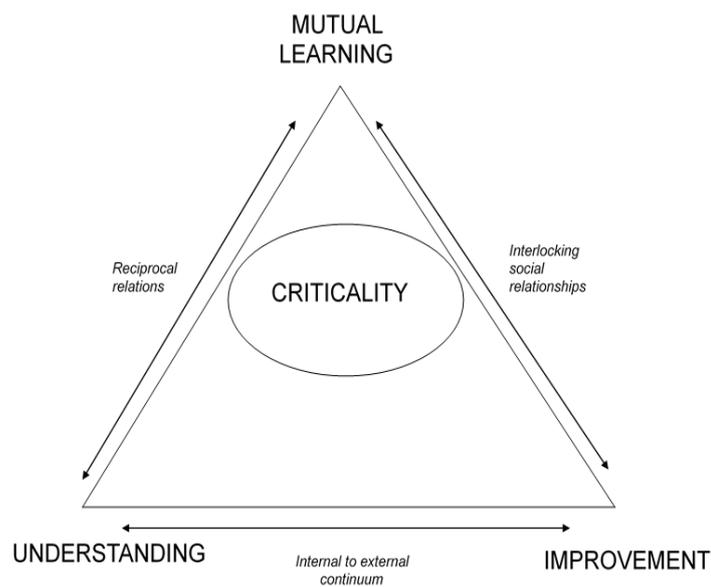 MUTUAL
LEARNING
Reciprocal
relations
Interlocking
social
relationships
CRITICALITY
UNDERSTANDING
Internal to external
continuum
IMPROVEMENT